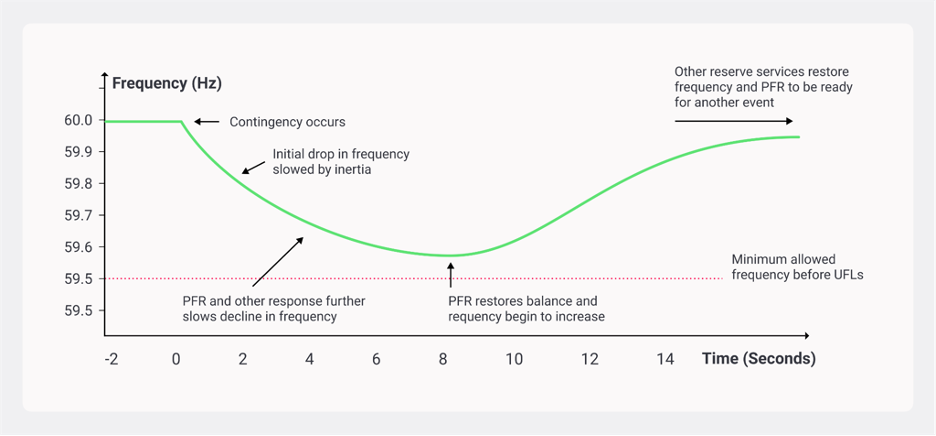 Frequency (Hz)
Other reserve services restore
frequency and PFR to be ready
for another event
60.0
Contingency occurs
59.9
Initial drop in frequency
slowed by inertia
59.8
59.7
59.6
Minimum allowed
frequency before UFLs
59.5
PFR and other response further
slows decline in frequency
PFR restores balance and
requency begin to increase
59.5
-2 0 2 4 6 8 10 12 14 Time (Seconds)